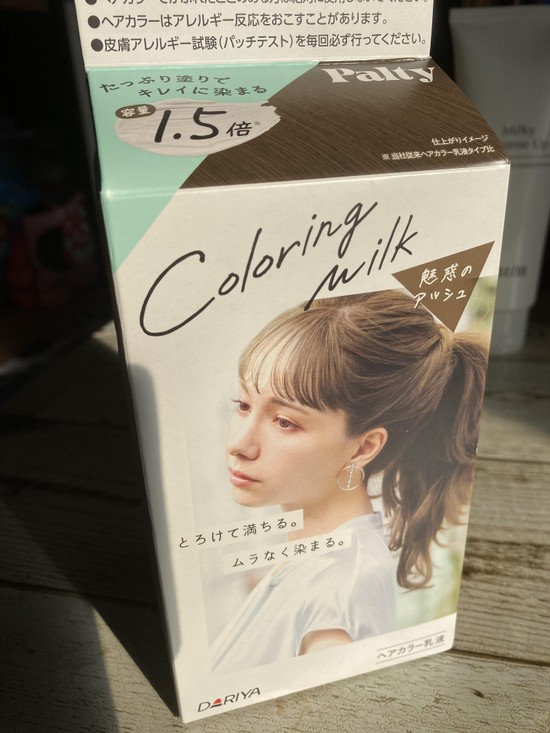 ●ヘアカラーはアレルギー反応をおこすことがあります。
●皮膚アレルギー試験(パッチテスト)を毎回必ず行ってください。
たっぷり塗りで
キレイに染まる
容量
1.5倍※
Palty
仕上がりイメージ
※ 当社従来ヘアカラー乳液タイプ比
Coloring
Milk
魅惑の
アルジュ
とろけて満ちる。
ムラなく染まる。
ヘアカラー乳液
DARIYA
Milky